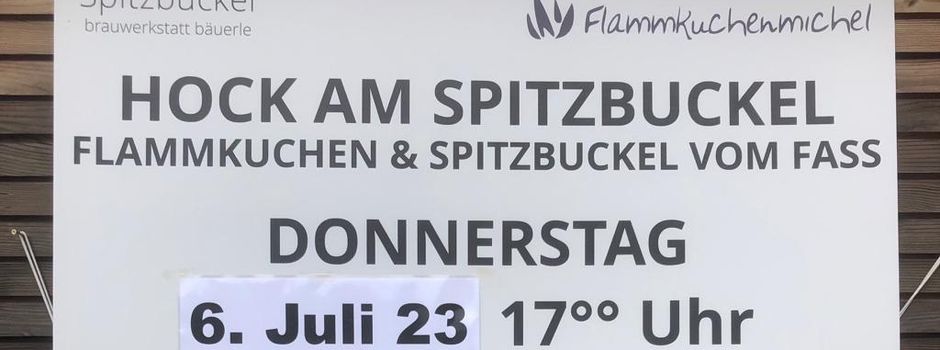 Spitzbuckel
brauwerkstatt bäuerle
Flammkuchenmichel
HOCK AM SPITZBUCKEL
FLAMMKUCHEN & SPITZBUCKEL VOM FASS
DONNERSTAG
6. Juli 23 17°° Uhr